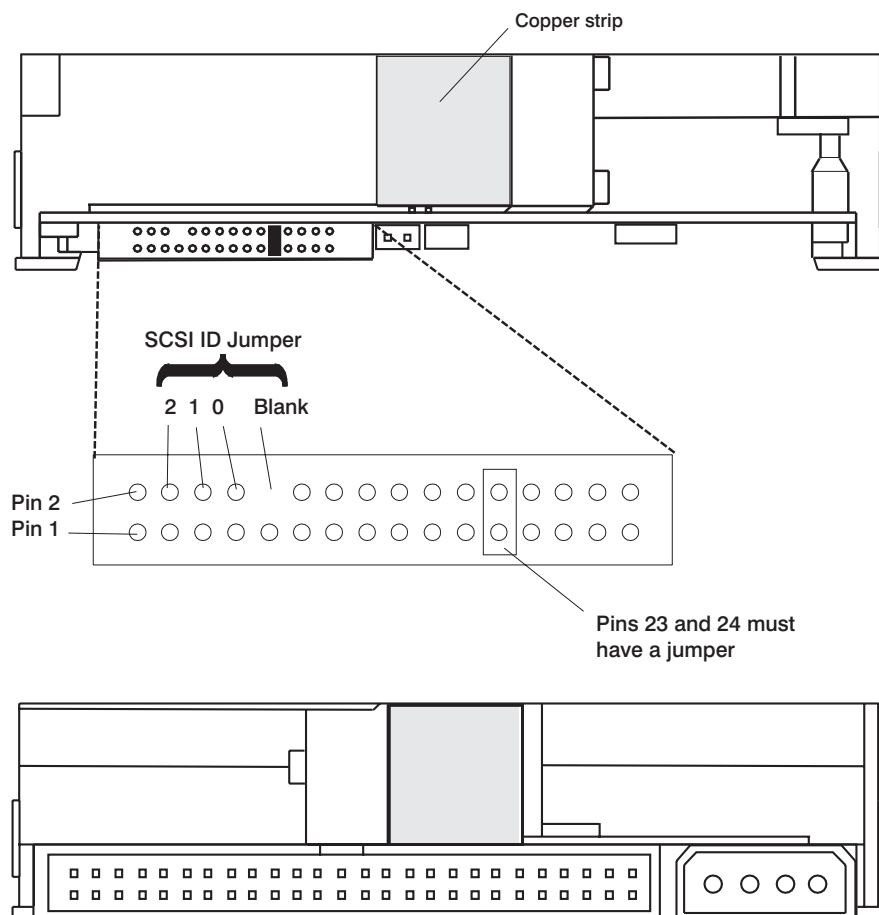 Copper strip
SCSI ID Jumper
2 1 0 Blank
Pin 2
Pin 1
Pins 23 and 24 must
have a jumper